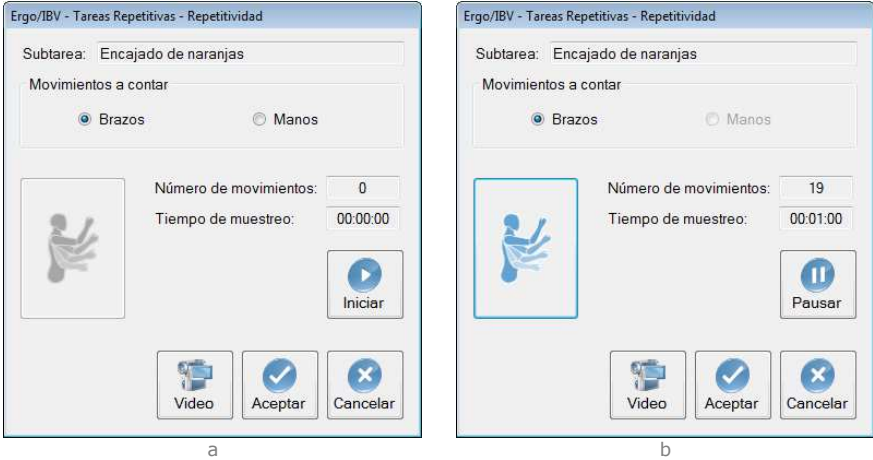 Ergo/IBV - Tareas Repetitivas - Repetitividad
Subtarea: Encajado de naranjas
Movimientos a contar
Brazos Manos
Número de movimientos: 0
Tiempo de muestreo: 00:00:00
Iniciar
Video Aceptar Cancelar
a
Ergo/IBV - Tareas Repetitivas - Repetitividad
Subtarea: Encajado de naranjas
Movimientos a contar
Brazos Manos
Número de movimientos: 19
Tiempo de muestreo: 00:01:00
Pausar
Video Aceptar Cancelar
b